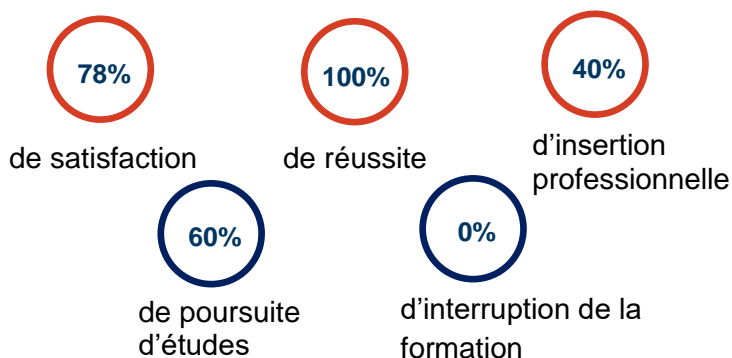 78%
de satisfaction
100%
de réussite
40%
d’insertion
professionnelle
60%
de poursuite
d’études
0%
d’interruption de la
formation